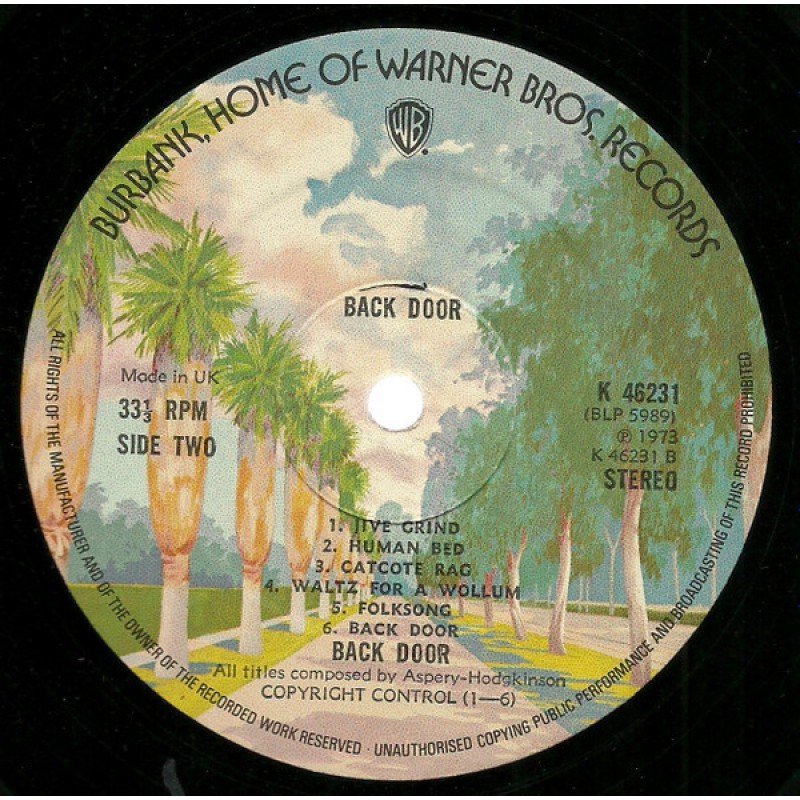 BURBANK, HOME OF WARNER BROS. RECORDS
WB
BACK DOOR
Made in UK
33⅓ RPM
SIDE TWO
K 46231
(BLP 5989)
℗ 1973
K 46231 B
STEREO
1. JIVE GRIND
2. HUMAN BED
3. CATCOTE RAG
4. WALTZ FOR A WOLLUM
5. FOLKSONG
6. BACK DOOR
BACK DOOR
All titles composed by Aspery-Hodgkinson
COPYRIGHT CONTROL (1—6)
ALL RIGHTS OF THE MANUFACTURER AND OF THE OWNER OF THE RECORDED WORK RESERVED · UNAUTHORISED COPYING PUBLIC PERFORMANCE AND BROADCASTING OF THIS RECORD PROHIBITED